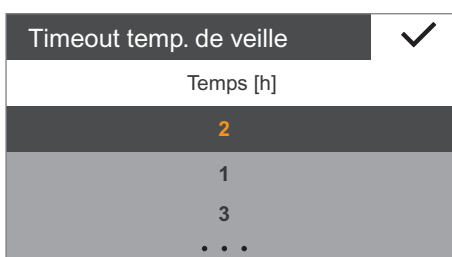 Timeout temp. de veille
Temps [h]
2
1
3
• • •